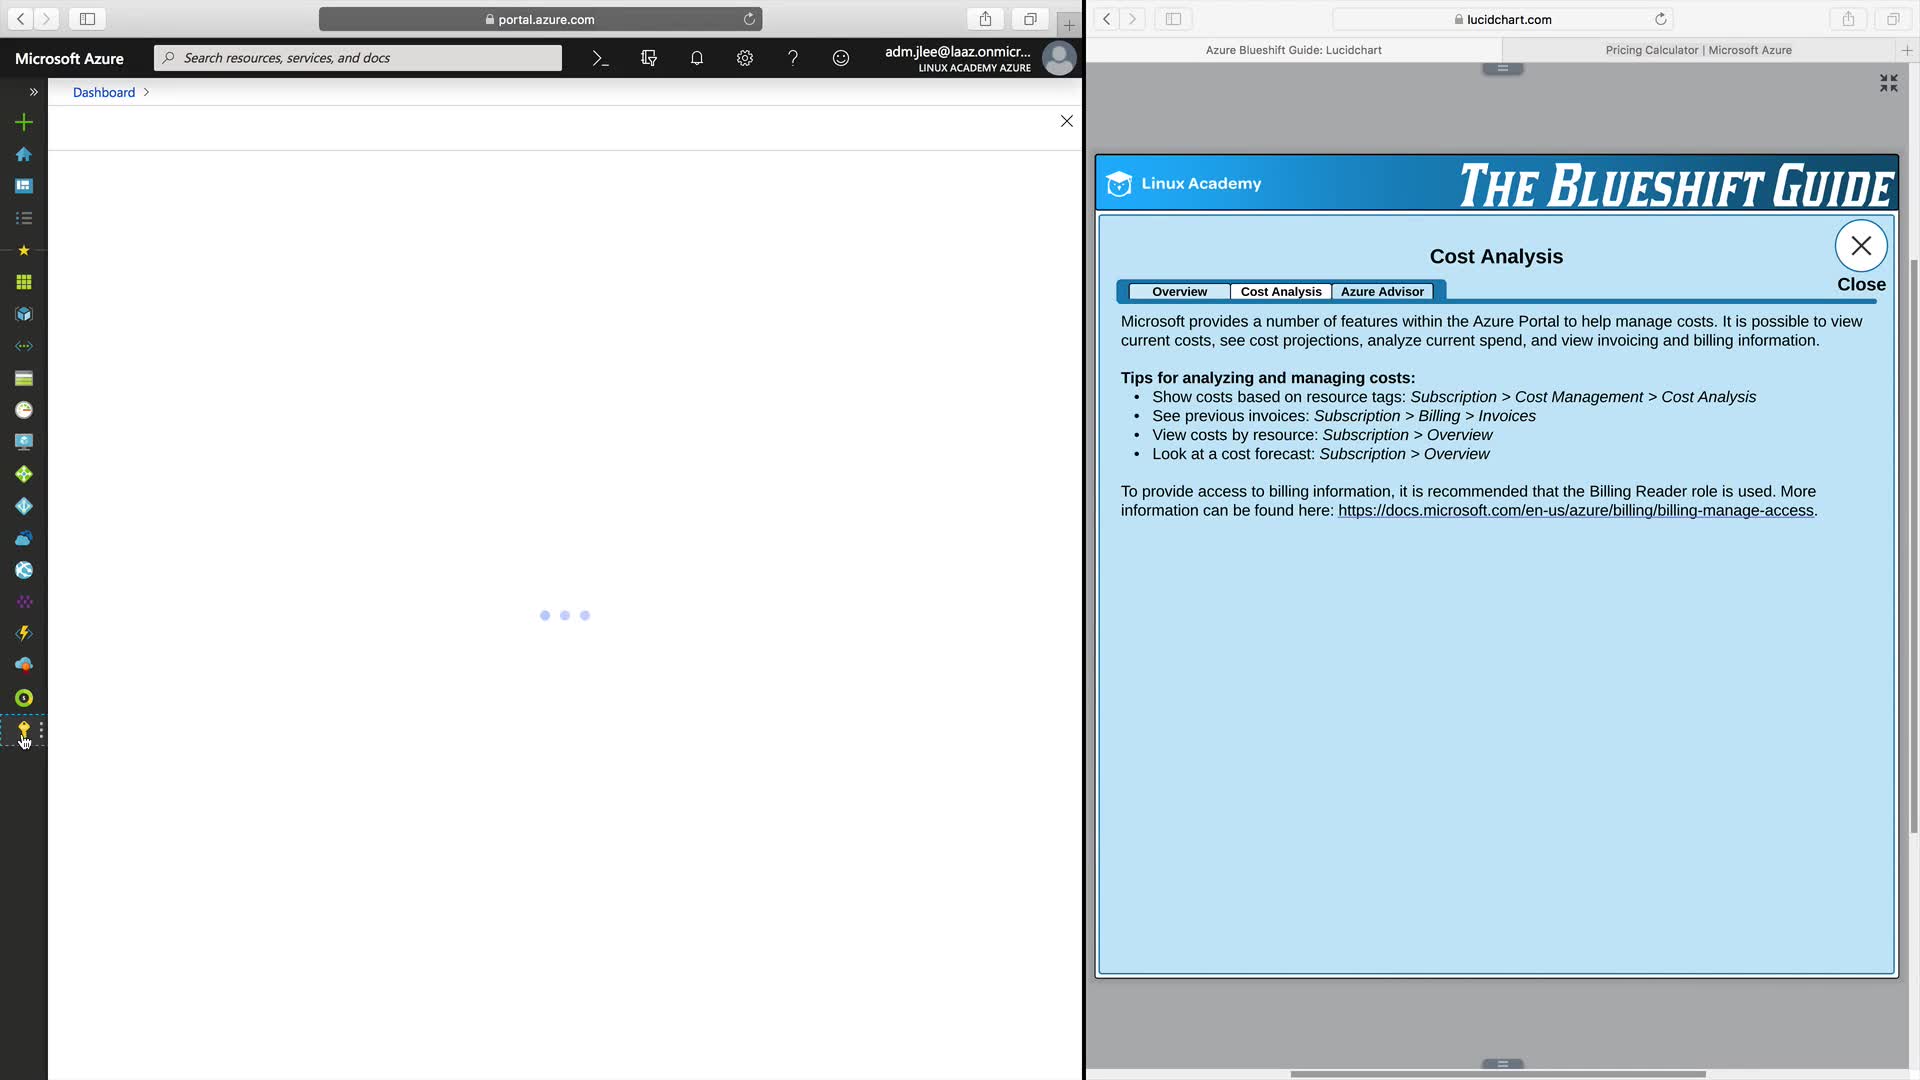 portal.azure.com
Microsoft Azure
Search resources, services, and docs
adm.jlee@laaz.onmicr...
LINUX ACADEMY AZURE
Dashboard
lucidchart.com
Azure Blueshift Guide: Lucidchart
Pricing Calculator | Microsoft Azure
Linux Academy
THE BLUESHIFT GUIDE
Cost Analysis
Close
Overview
Cost Analysis
Azure Advisor
Microsoft provides a number of features within the Azure Portal to help manage costs. It is possible to view
current costs, see cost projections, analyze current spend, and view invoicing and billing information.
Tips for analyzing and managing costs:
• Show costs based on resource tags: Subscription > Cost Management > Cost Analysis
• See previous invoices: Subscription > Billing > Invoices
• View costs by resource: Subscription > Overview
• Look at a cost forecast: Subscription > Overview
To provide access to billing information, it is recommended that the Billing Reader role is used. More
information can be found here: https://docs.microsoft.com/en-us/azure/billing/billing-manage-access.